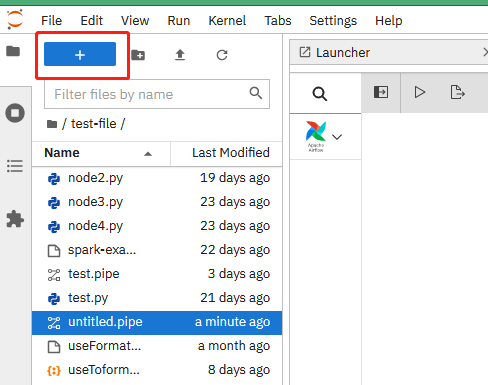 File Edit View Run Kernel Tabs Settings Help
Launcher
Filter files by name
/ test-file /
Name Last Modified
node2.py 19 days ago
node3.py 23 days ago
node4.py 23 days ago
spark-exa... 22 days ago
test.pipe 3 days ago
test.py 21 days ago
untitled.pipe a minute ago
useFormat... a month ago
useToform... 8 days ago
Apache
Airflow